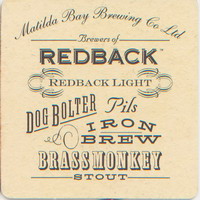 Matilda Bay Brewing Co Ltd
Brewers of
REDBACK
REDBACK LIGHT
DOG BOLTER Pils
IRON
BREW
BRASS MONKEY
STOUT